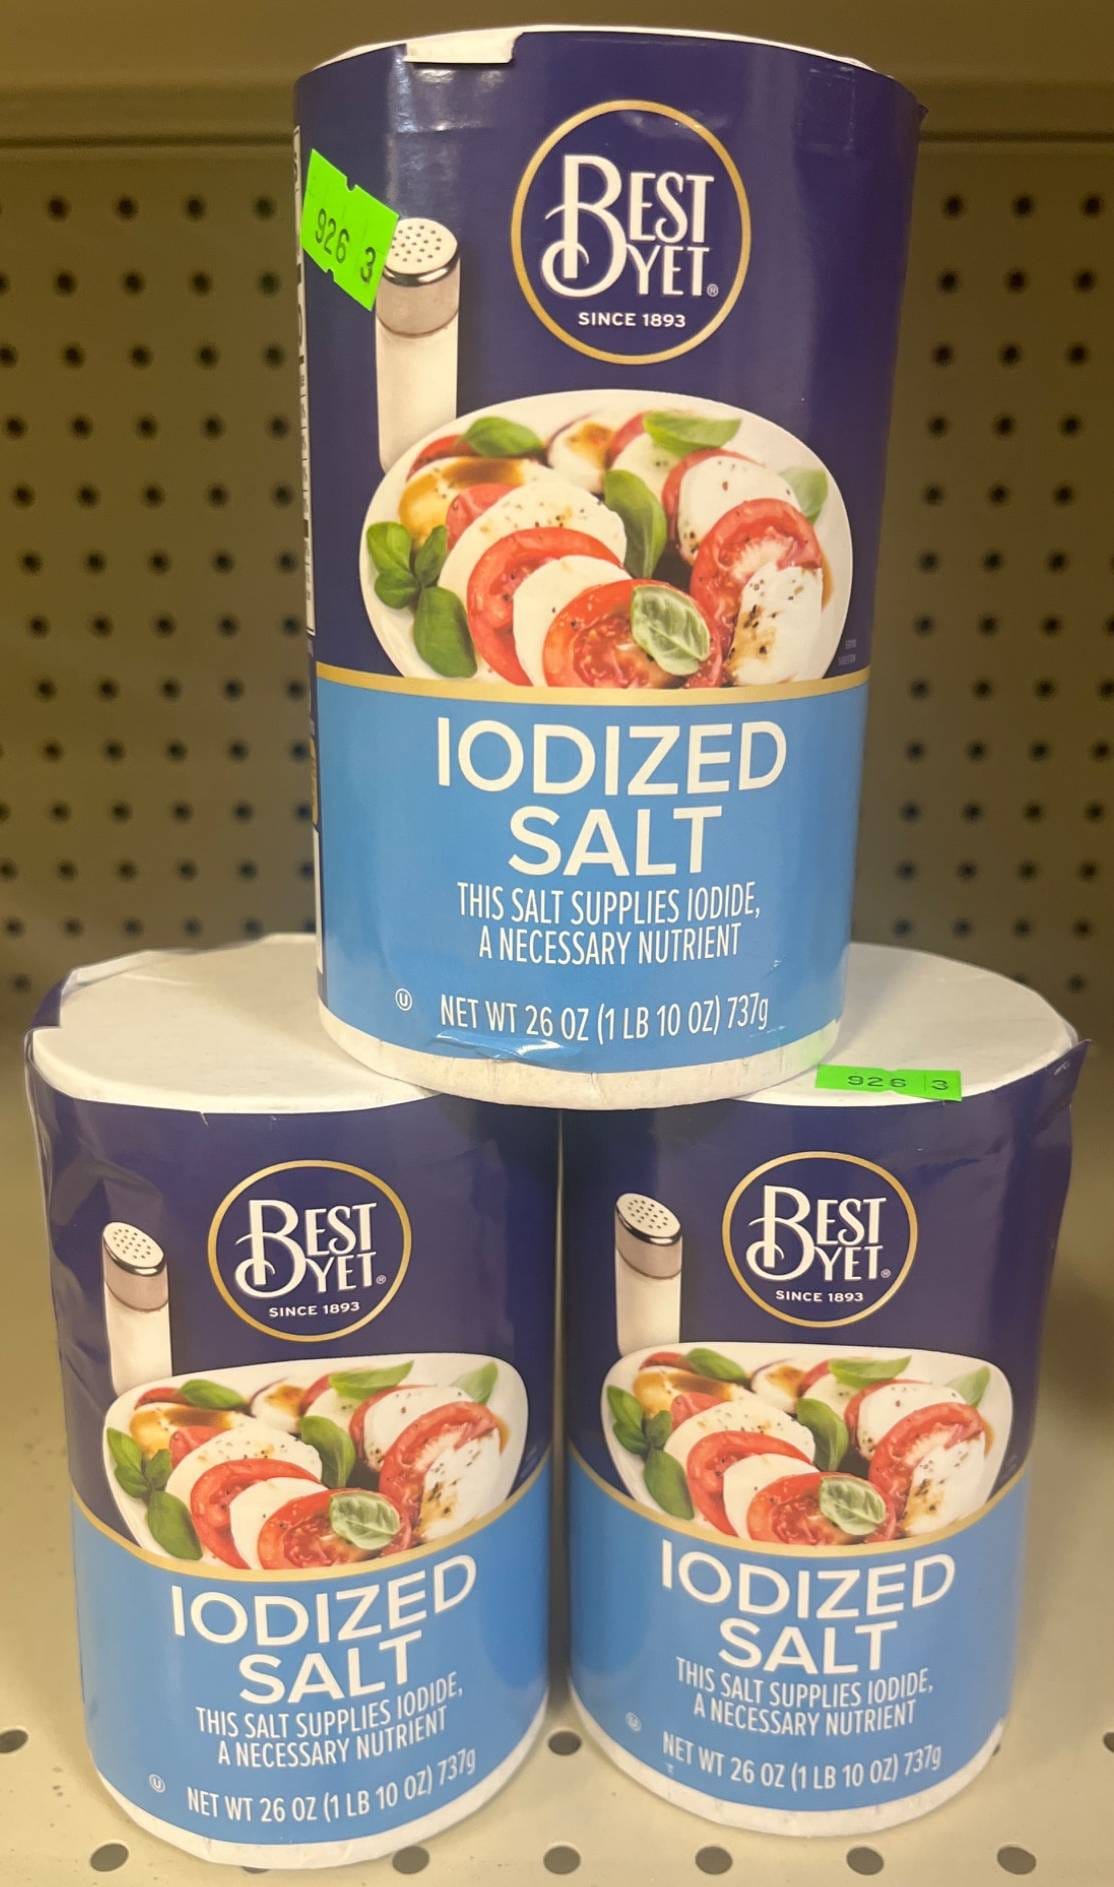 BEST
YET®
SINCE 1893
926 3
IODIZED
SALT
THIS SALT SUPPLIES IODIDE,
A NECESSARY NUTRIENT
Ⓤ NET WT 26 OZ (1 LB 10 OZ) 737g
926 3
BEST
YET®
SINCE 1893
IODIZED
SALT
THIS SALT SUPPLIES IODIDE,
A NECESSARY NUTRIENT
Ⓤ NET WT 26 OZ (1 LB 10 OZ) 737g
BEST
YET®
SINCE 1893
IODIZED
SALT
THIS SALT SUPPLIES IODIDE,
A NECESSARY NUTRIENT
Ⓤ NET WT 26 OZ (1 LB 10 OZ) 737g